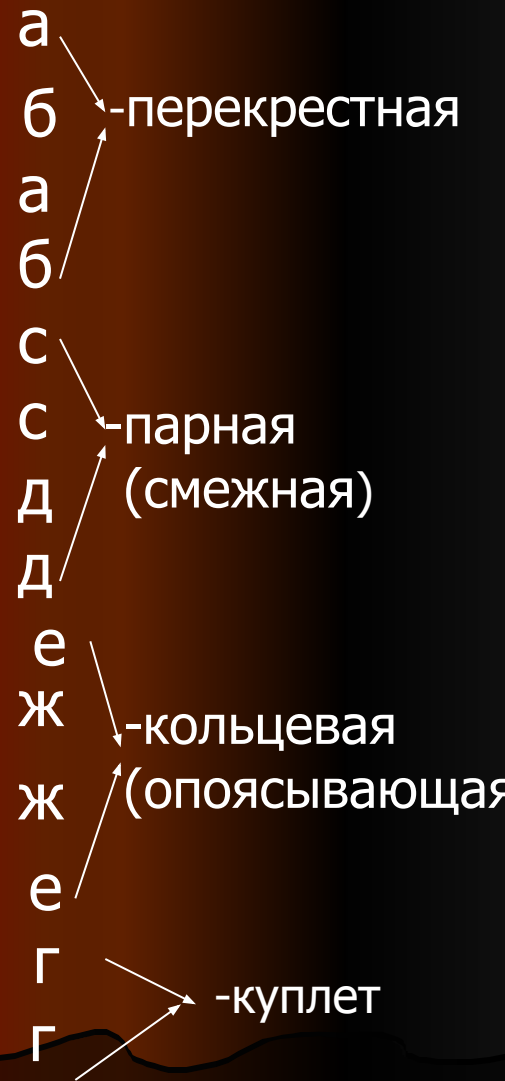 а
б -перекрестная
а
б
с
с -парная
д (смежная)
д
е
ж -кольцевая
ж (опоясывающая
е
г
г -куплет